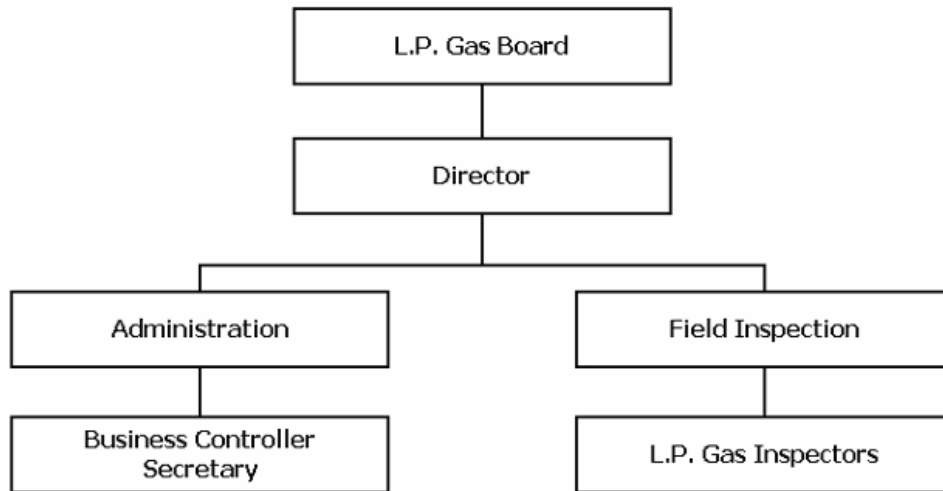 L.P. Gas Board
Director
Administration
Field Inspection
Business Controller
Secretary
L.P. Gas Inspectors